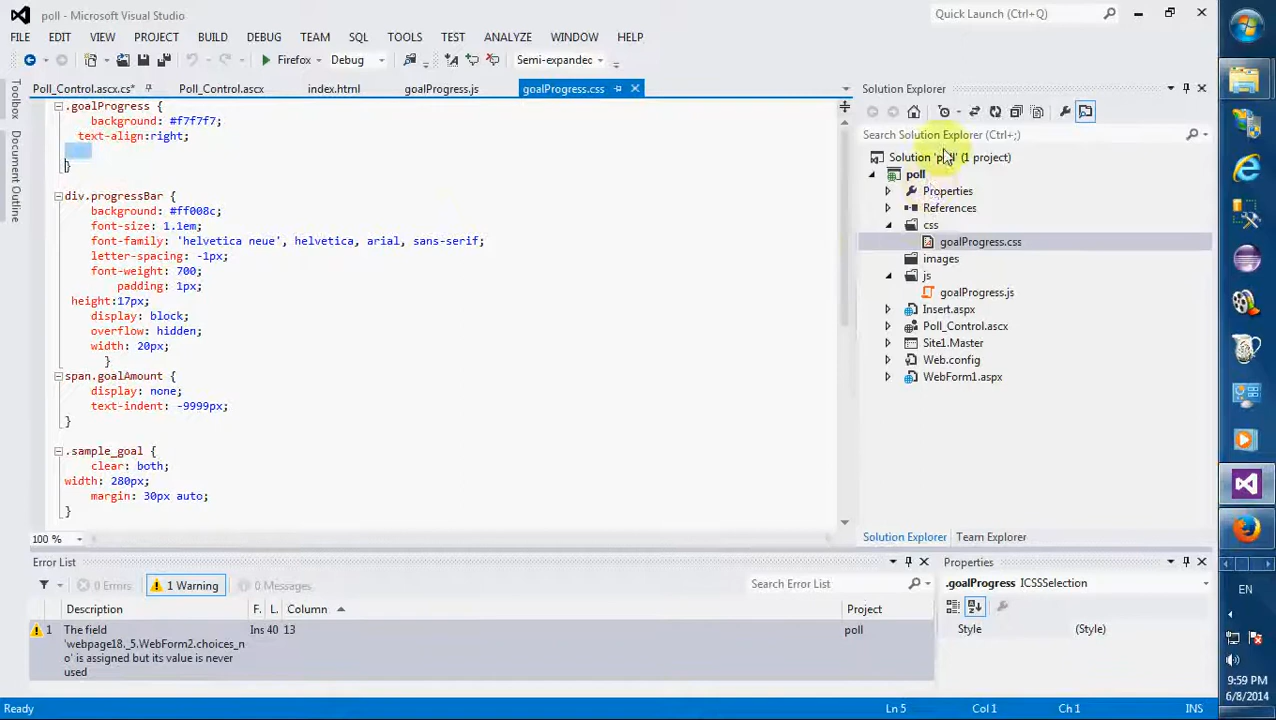 poll - Microsoft Visual Studio
Quick Launch (Ctrl+Q)
FILE EDIT VIEW PROJECT BUILD DEBUG TEAM SQL TOOLS TEST ANALYZE WINDOW HELP
Firefox Debug Semi-expanded
Poll_Control.ascx.cs* Poll_Control.ascx index.html goalProgress.js goalProgress.css
Toolbox
Document Outline
.goalProgress {
background: #f7f7f7;
text-align:right;
}
div.progressBar {
background: #ff008c;
font-size: 1.1em;
font-family: 'helvetica neue', helvetica, arial, sans-serif;
letter-spacing: -1px;
font-weight: 700;
padding: 1px;
height:17px;
display: block;
overflow: hidden;
width: 20px;
}
span.goalAmount {
display: none;
text-indent: -9999px;
}
.sample_goal {
clear: both;
width: 280px;
margin: 30px auto;
}
100 %
Solution Explorer
Search Solution Explorer (Ctrl+;)
Solution 'poll' (1 project)
poll
Properties
References
css
goalProgress.css
images
js
goalProgress.js
Insert.aspx
Poll_Control.ascx
Site1.Master
Web.config
WebForm1.aspx
Solution Explorer Team Explorer
Error List
0 Errors 1 Warning 0 Messages
Search Error List
Description F. L. Column Project
1 The field Ins 40 13 poll
'webpage18._5.WebForm2.choices_n
o' is assigned but its value is never
used
Properties
.goalProgress ICSSSelection
Style (Style)
Ready Ln 5 Col 1 Ch 1 INS
EN
9:59 PM
6/8/2014